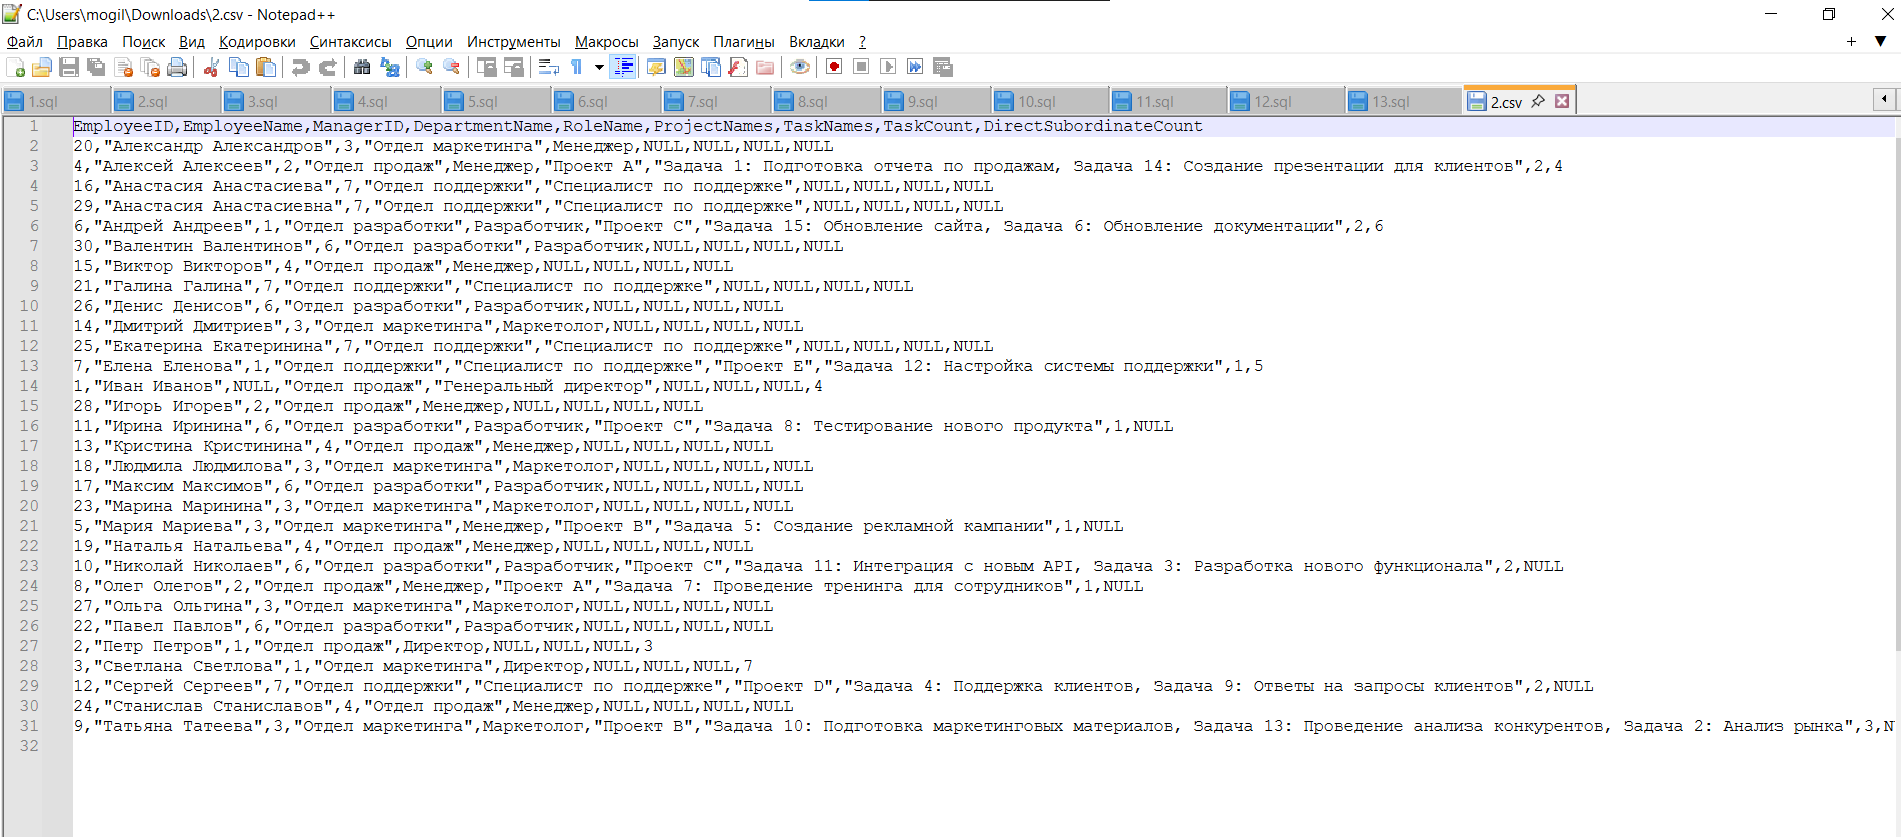 C:\Users\mogil\Downloads\2.csv - Notepad++
Файл Правка Поиск Вид Кодировки Синтаксисы Опции Инструменты Макросы Запуск Плагины Вкладки ?
1.sql 2.sql 3.sql 4.sql 5.sql 6.sql 7.sql 8.sql 9.sql 10.sql 11.sql 12.sql 13.sql 2.csv
1 EmployeeID,EmployeeName,ManagerID,DepartmentName,RoleName,ProjectNames,TaskNames,TaskCount,DirectSubordinateCount
2 20,"Александр Александров",3,"Отдел маркетинга",Менеджер,NULL,NULL,NULL,NULL
3 4,"Алексей Алексеев",2,"Отдел продаж",Менеджер,"Проект A","Задача 1: Подготовка отчета по продажам, Задача 14: Создание презентации для клиентов",2,4
4 16,"Анастасия Анастасиева",7,"Отдел поддержки","Специалист по поддержке",NULL,NULL,NULL,NULL
5 29,"Анастасия Анастасиевна",7,"Отдел поддержки","Специалист по поддержке",NULL,NULL,NULL,NULL
6 6,"Андрей Андреев",1,"Отдел разработки",Разработчик,"Проект C","Задача 15: Обновление сайта, Задача 6: Обновление документации",2,6
7 30,"Валентин Валентинов",6,"Отдел разработки",Разработчик,NULL,NULL,NULL,NULL
8 15,"Виктор Викторов",4,"Отдел продаж",Менеджер,NULL,NULL,NULL,NULL
9 21,"Галина Галина",7,"Отдел поддержки","Специалист по поддержке",NULL,NULL,NULL,NULL
10 26,"Денис Денисов",6,"Отдел разработки",Разработчик,NULL,NULL,NULL,NULL
11 14,"Дмитрий Дмитриев",3,"Отдел маркетинга",Маркетолог,NULL,NULL,NULL,NULL
12 25,"Екатерина Екатеринина",7,"Отдел поддержки","Специалист по поддержке",NULL,NULL,NULL,NULL
13 7,"Елена Еленова",1,"Отдел поддержки","Специалист по поддержке","Проект E","Задача 12: Настройка системы поддержки",1,5
14 1,"Иван Иванов",NULL,"Отдел продаж","Генеральный директор",NULL,NULL,NULL,4
15 28,"Игорь Игорев",2,"Отдел продаж",Менеджер,NULL,NULL,NULL,NULL
16 11,"Ирина Иринина",6,"Отдел разработки",Разработчик,"Проект C","Задача 8: Тестирование нового продукта",1,NULL
17 13,"Кристина Кристинина",4,"Отдел продаж",Менеджер,NULL,NULL,NULL,NULL
18 18,"Людмила Людмилова",3,"Отдел маркетинга",Маркетолог,NULL,NULL,NULL,NULL
19 17,"Максим Максимов",6,"Отдел разработки",Разработчик,NULL,NULL,NULL,NULL
20 23,"Марина Маринина",3,"Отдел маркетинга",Маркетолог,NULL,NULL,NULL,NULL
21 5,"Мария Мариева",3,"Отдел маркетинга",Менеджер,"Проект B","Задача 5: Создание рекламной кампании",1,NULL
22 19,"Наталья Натальева",4,"Отдел продаж",Менеджер,NULL,NULL,NULL,NULL
23 10,"Николай Николаев",6,"Отдел разработки",Разработчик,"Проект C","Задача 11: Интеграция с новым API, Задача 3: Разработка нового функционала",2,NULL
24 8,"Олег Олегов",2,"Отдел продаж",Менеджер,"Проект A","Задача 7: Проведение тренинга для сотрудников",1,NULL
25 27,"Ольга Ольгина",3,"Отдел маркетинга",Маркетолог,NULL,NULL,NULL,NULL
26 22,"Павел Павлов",6,"Отдел разработки",Разработчик,NULL,NULL,NULL,NULL
27 2,"Петр Петров",1,"Отдел продаж",Директор,NULL,NULL,NULL,3
28 3,"Светлана Светлова",1,"Отдел маркетинга",Директор,NULL,NULL,NULL,7
29 12,"Сергей Сергеев",7,"Отдел поддержки","Специалист по поддержке","Проект D","Задача 4: Поддержка клиентов, Задача 9: Ответы на запросы клиентов",2,NULL
30 24,"Станислав Станиславов",4,"Отдел продаж",Менеджер,NULL,NULL,NULL,NULL
31 9,"Татьяна Татеева",3,"Отдел маркетинга",Маркетолог,"Проект B","Задача 10: Подготовка маркетинговых материалов, Задача 13: Проведение анализа конкурентов, Задача 2: Анализ рынка",3,N
32